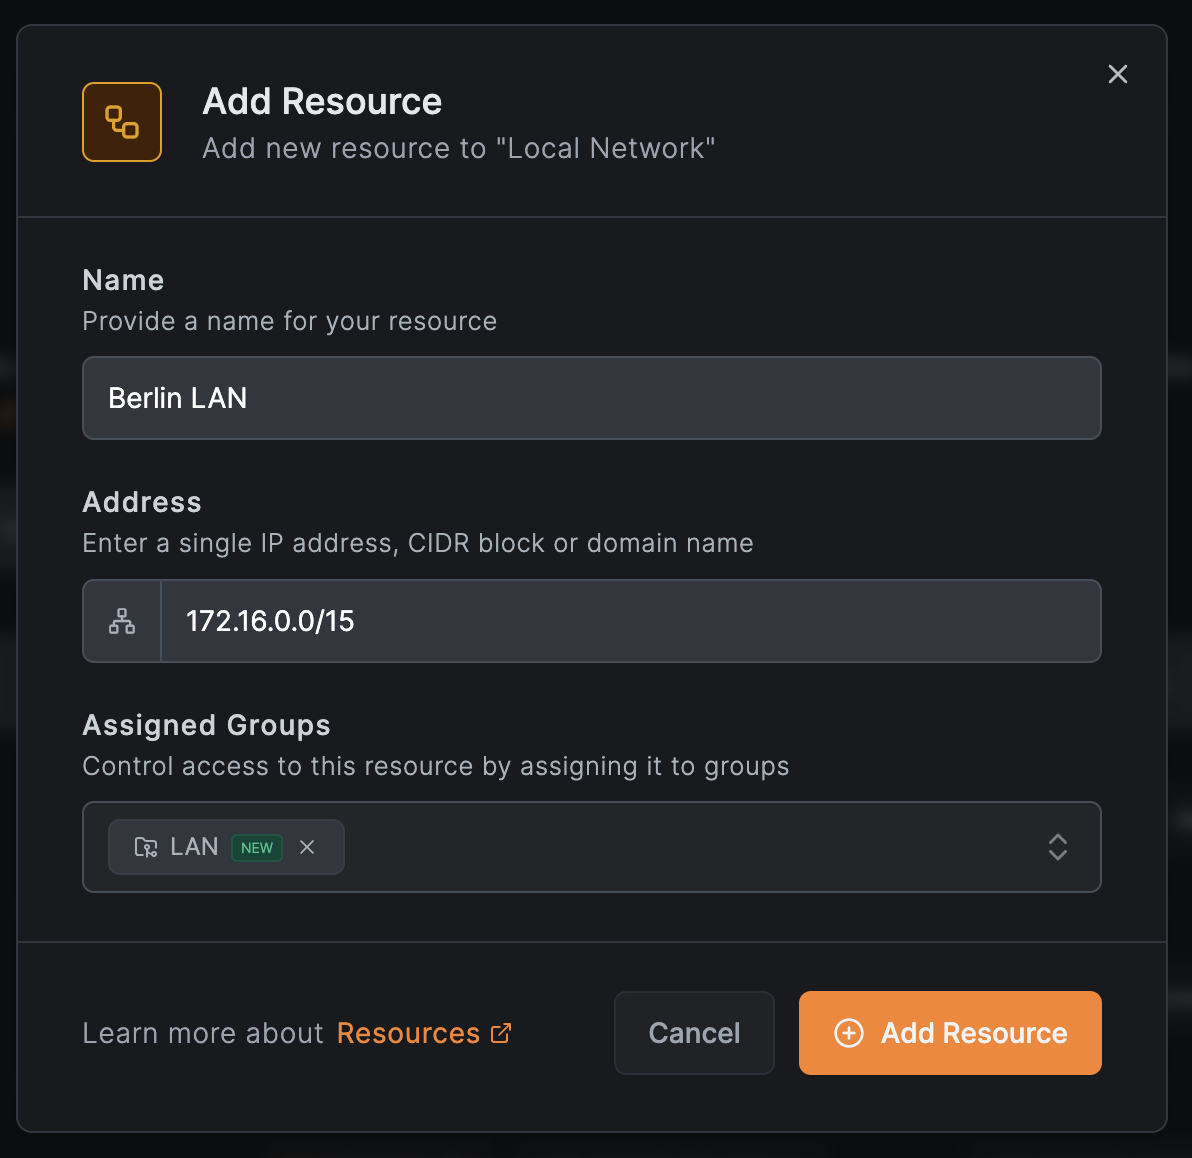 Add Resource
Add new resource to "Local Network"
Name
Provide a name for your resource
Berlin LAN
Address
Enter a single IP address, CIDR block or domain name
172.16.0.0/15
Assigned Groups
Control access to this resource by assigning it to groups
LAN NEW
Learn more about Resources
Cancel
Add Resource